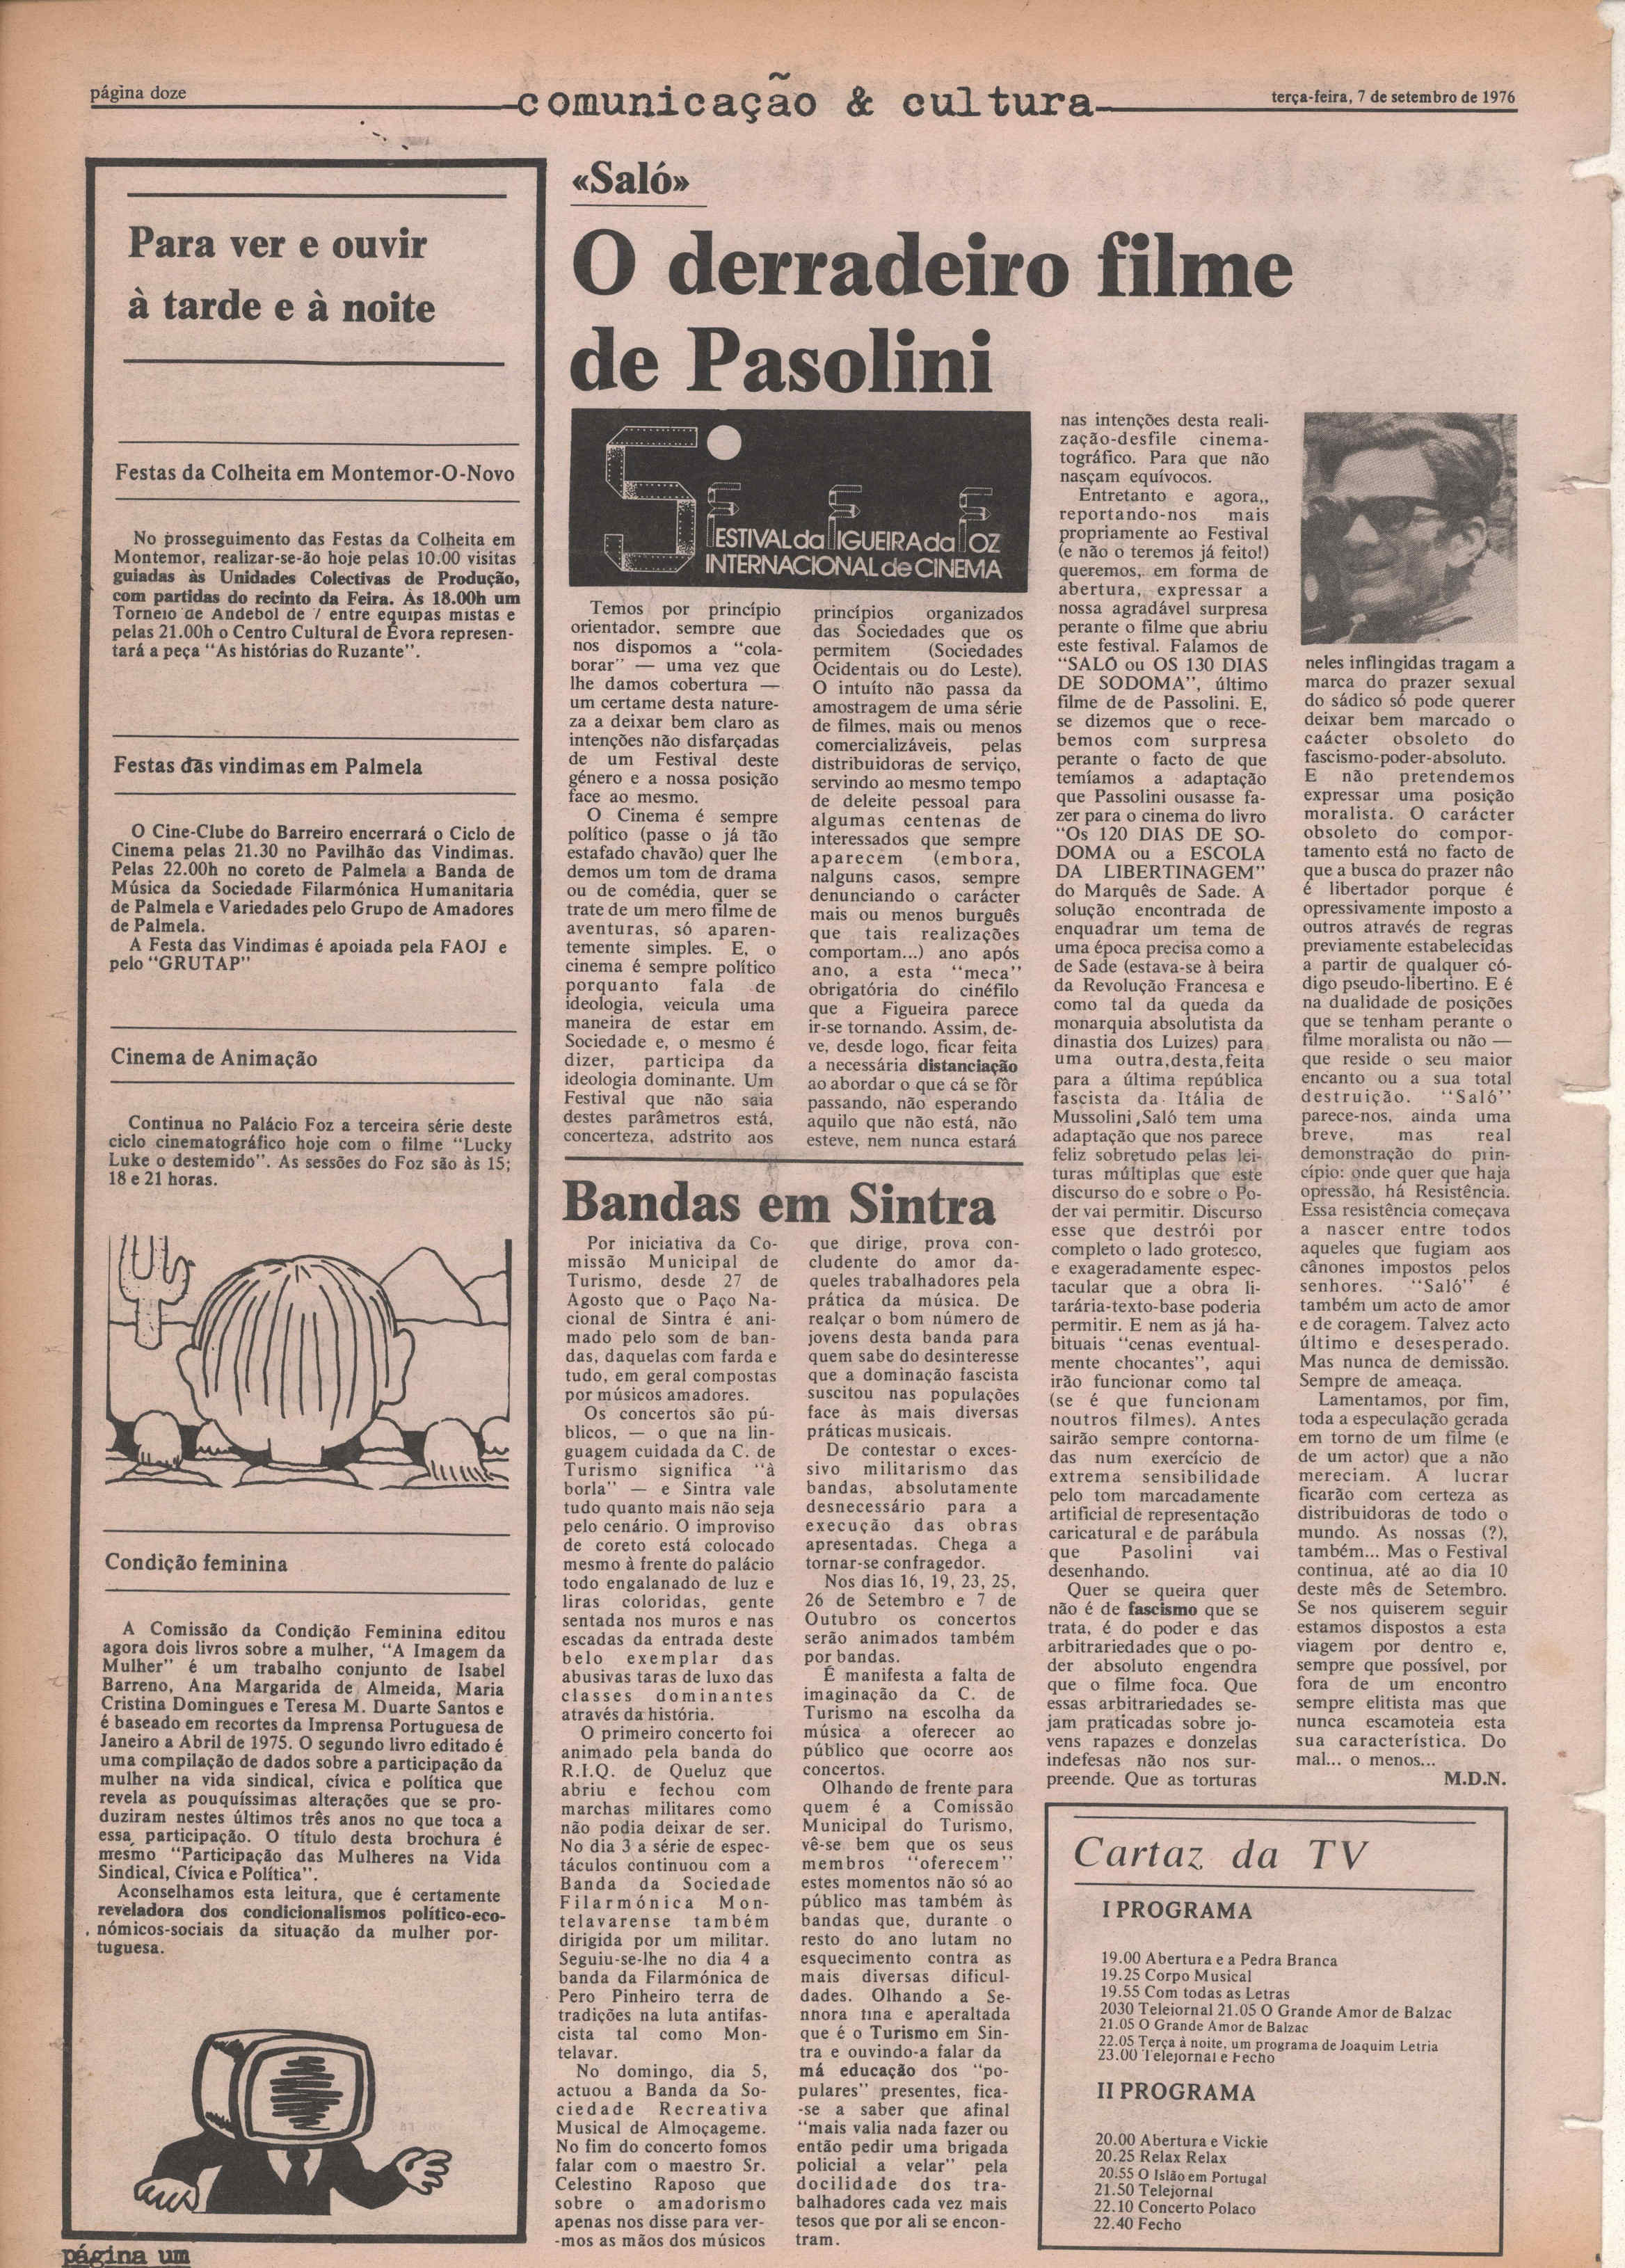 página doze
comunicação & cultura
terça-feira, 7 de setembro de 1976
Para ver e ouvir
à tarde e à noite
Festas da Colheita em Montemor-O-Novo
No prosseguimento das Festas da Colheita em
Montemor, realizar-se-ão hoje pelas 10.00 visitas
guiadas às Unidades Colectivas de Produção,
com partidas do recinto da Feira. Às 18.00h um
Torneio de Andebol de 7 entre equipas mistas e
pelas 21.00h o Centro Cultural de Évora represen-
tará a peça "As histórias do Ruzante".
Festas das vindimas em Palmela
O Cine-Clube do Barreiro encerrará o Ciclo de
Cinema pelas 21.30 no Pavilhão das Vindimas.
Pelas 22.00h no coreto de Palmela a Banda de
Música da Sociedade Filarmónica Humanitaria
de Palmela e Variedades pelo Grupo de Amadores
de Palmela.
A Festa das Vindimas é apoiada pela FAOJ e
pelo "GRUTAP"
Cinema de Animação
Continua no Palácio Foz a terceira série deste
ciclo cinematográfico hoje com o filme "Lucky
Luke o destemido". As sessões do Foz são às 15;
18 e 21 horas.
Condição feminina
A Comissão da Condição Feminina editou
agora dois livros sobre a mulher, "A Imagem da
Mulher" é um trabalho conjunto de Isabel
Barreno, Ana Margarida de Almeida, Maria
Cristina Domingues e Teresa M. Duarte Santos e
é baseado em recortes da Imprensa Portuguesa de
Janeiro a Abril de 1975. O segundo livro editado é
uma compilação de dados sobre a participação da
mulher na vida sindical, cívica e política que
revela as pouquíssimas alterações que se pro-
duziram nestes últimos três anos no que toca a
essa participação. O título desta brochura é
mesmo "Participação das Mulheres na Vida
Sindical, Cívica e Política".
Aconselhamos esta leitura, que é certamente
reveladora dos condicionalismos político-eco-
nómicos-sociais da situação da mulher por-
tuguesa.
página um
«Saló»
O derradeiro filme
de Pasolini
FESTIVAL da FIGUEIRA da FOZ
INTERNACIONAL de CINEMA
Temos por princípio
orientador, sempre que
nos dispomos a "cola-
borar" — uma vez que
lhe damos cobertura —
um certame desta nature-
za a deixar bem claro as
intenções não disfarçadas
de um Festival deste
género e a nossa posição
face ao mesmo.
O Cinema é sempre
político (passe o já tão
estafado chavão) quer lhe
demos um tom de drama
ou de comédia, quer se
trate de um mero filme de
aventuras, só aparen-
temente simples. E, o
cinema é sempre político
porquanto fala de
ideologia, veicula uma
maneira de estar em
Sociedade e, o mesmo é
dizer, participa da
ideologia dominante. Um
Festival que não saia
destes parâmetros está,
concerteza, adstrito aos
princípios organizados
das Sociedades que os
permitem (Sociedades
Ocidentais ou do Leste).
O intuíto não passa da
amostragem de uma série
de filmes, mais ou menos
comercializáveis, pelas
distribuidoras de serviço,
servindo ao mesmo tempo
de deleite pessoal para
algumas centenas de
interessados que sempre
aparecem (embora,
nalguns casos, sempre
denunciando o carácter
mais ou menos burguês
que tais realizações
comportam...) ano após
ano, a esta "meca"
obrigatória do cinéfilo
que a Figueira parece
ir-se tornando. Assim, de-
ve, desde logo, ficar feita
a necessária distanciação
ao abordar o que cá se fôr
passando, não esperando
aquilo que não está, não
esteve, nem nunca estará
nas intenções desta reali-
zação-desfile cinema-
tográfico. Para que não
nasçam equívocos.
Entretanto e agora,,
reportando-nos mais
propriamente ao Festival
(e não o teremos já feito!)
queremos, em forma de
abertura, expressar a
nossa agradável surpresa
perante o filme que abriu
este festival. Falamos de
"SALÓ ou OS 130 DIAS
DE SODOMA", último
filme de de Passolini. E,
se dizemos que o rece-
bemos com surpresa
perante o facto de que
temíamos a adaptação
que Passolini ousasse fa-
zer para o cinema do livro
"Os 120 DIAS DE SO-
DOMA ou a ESCOLA
DA LIBERTINAGEM"
do Marquês de Sade. A
solução encontrada de
enquadrar um tema de
uma época precisa como a
de Sade (estava-se à beira
da Revolução Francesa e
como tal da queda da
monarquia absolutista da
dinastia dos Luizes) para
uma outra,desta,feita
para a última república
fascista da Itália de
Mussolini,Saló tem uma
adaptação que nos parece
feliz sobretudo pelas lei-
turas múltiplas que este
discurso do e sobre o Po-
der vai permitir. Discurso
esse que destrói por
completo o lado grotesco,
e exageradamente espec-
tacular que a obra li-
tarária-texto-base poderia
permitir. E nem as já ha-
bituais "cenas eventual-
mente chocantes", aqui
irão funcionar como tal
(se é que funcionam
noutros filmes). Antes
sairão sempre contorna-
das num exercício de
extrema sensibilidade
pelo tom marcadamente
artificial de representação
caricatural e de parábula
que Pasolini vai
desenhando.
Quer se queira quer
não é de fascismo que se
trata, é do poder e das
arbitrariedades que o po-
der absoluto engendra
que o filme foca. Que
essas arbitrariedades se-
jam praticadas sobre jo-
vens rapazes e donzelas
indefesas não nos sur-
preende. Que as torturas
neles inflingidas tragam a
marca do prazer sexual
do sádico só pode querer
deixar bem marcado o
caácter obsoleto do
fascismo-poder-absoluto.
E não pretendemos
expressar uma posição
moralista. O carácter
obsoleto do compor-
tamento está no facto de
que a busca do prazer não
é libertador porque é
opressivamente imposto a
outros através de regras
previamente estabelecidas
a partir de qualquer có-
digo pseudo-libertino. E é
na dualidade de posições
que se tenham perante o
filme moralista ou não —
que reside o seu maior
encanto ou a sua total
destruição. "Saló"
parece-nos, ainda uma
breve, mas real
demonstração do prin-
cípio: onde quer que haja
opressão, há Resistência.
Essa resistência começava
a nascer entre todos
aqueles que fugiam aos
cânones impostos pelos
senhores. "Saló" é
também um acto de amor
e de coragem. Talvez acto
último e desesperado.
Mas nunca de demissão.
Sempre de ameaça.
Lamentamos, por fim,
toda a especulação gerada
em torno de um filme (e
de um actor) que a não
mereciam. A lucrar
ficarão com certeza as
distribuidoras de todo o
mundo. As nossas (?),
também... Mas o Festival
continua, até ao dia 10
deste mês de Setembro.
Se nos quiserem seguir
estamos dispostos a esta
viagem por dentro e,
sempre que possível, por
fora de um encontro
sempre elitista mas que
nunca escamoteia esta
sua característica. Do
mal... o menos...
M.D.N.
Bandas em Sintra
Por iniciativa da Co-
missão Municipal de
Turismo, desde 27 de
Agosto que o Paço Na-
cional de Sintra é ani-
mado pelo som de ban-
das, daquelas com farda e
tudo, em geral compostas
por músicos amadores.
Os concertos são pú-
blicos, — o que na lin-
guagem cuidada da C. de
Turismo significa "à
borla" — e Sintra vale
tudo quanto mais não seja
pelo cenário. O improviso
de coreto está colocado
mesmo à frente do palácio
todo engalanado de luz e
liras coloridas, gente
sentada nos muros e nas
escadas da entrada deste
belo exemplar das
abusivas taras de luxo das
classes dominantes
através da história.
O primeiro concerto foi
animado pela banda do
R.I.Q. de Queluz que
abriu e fechou com
marchas militares como
não podia deixar de ser.
No dia 3 a série de espec-
táculos continuou com a
Banda da Sociedade
Filarmónica Mon-
telavarense também
dirigida por um militar.
Seguiu-se-lhe no dia 4 a
banda da Filarmónica de
Pero Pinheiro terra de
tradições na luta antifas-
cista tal como Mon-
telavar.
No domingo, dia 5,
actuou a Banda da So-
ciedade Recreativa
Musical de Almoçageme.
No fim do concerto fomos
falar com o maestro Sr.
Celestino Raposo que
sobre o amadorismo
apenas nos disse para ver-
-mos as mãos dos músicos
que dirige, prova con-
cludente do amor da-
queles trabalhadores pela
prática da música. De
realçar o bom número de
jovens desta banda para
quem sabe do desinteresse
que a dominação fascista
suscitou nas populações
face às mais diversas
práticas musicais.
De contestar o exces-
sivo militarismo das
bandas, absolutamente
desnecessário para a
execução das obras
apresentadas. Chega a
tornar-se confragedor.
Nos dias 16, 19, 23, 25,
26 de Setembro e 7 de
Outubro os concertos
serão animados também
por bandas.
É manifesta a falta de
imaginação da C. de
Turismo na escolha da
música a oferecer ao
público que ocorre aos
concertos.
Olhando de frente para
quem é a Comissão
Municipal do Turismo,
vê-se bem que os seus
membros "oferecem"
estes momentos não só ao
público mas também às
bandas que, durante o
resto do ano lutam no
esquecimento contra as
mais diversas dificul-
dades. Olhando a Se-
nhora fina e aperaltada
que é o Turismo em Sin-
tra e ouvindo-a falar da
má educação dos "po-
pulares" presentes, fica-
-se a saber que afinal
"mais valia nada fazer ou
então pedir uma brigada
policial a velar" pela
docilidade dos tra-
balhadores cada vez mais
tesos que por ali se encon-
tram.
Cartaz da TV
I PROGRAMA
19.00 Abertura e a Pedra Branca
19.25 Corpo Musical
19.55 Com todas as Letras
2030 Telejornal 21.05 O Grande Amor de Balzac
21.05 O Grande Amor de Balzac
22.05 Terça à noite, um programa de Joaquim Letria
23.00 Telejornal e Fecho
II PROGRAMA
20.00 Abertura e Vickie
20.25 Relax Relax
20.55 O Islão em Portugal
21.50 Telejornal
22.10 Concerto Polaco
22.40 Fecho